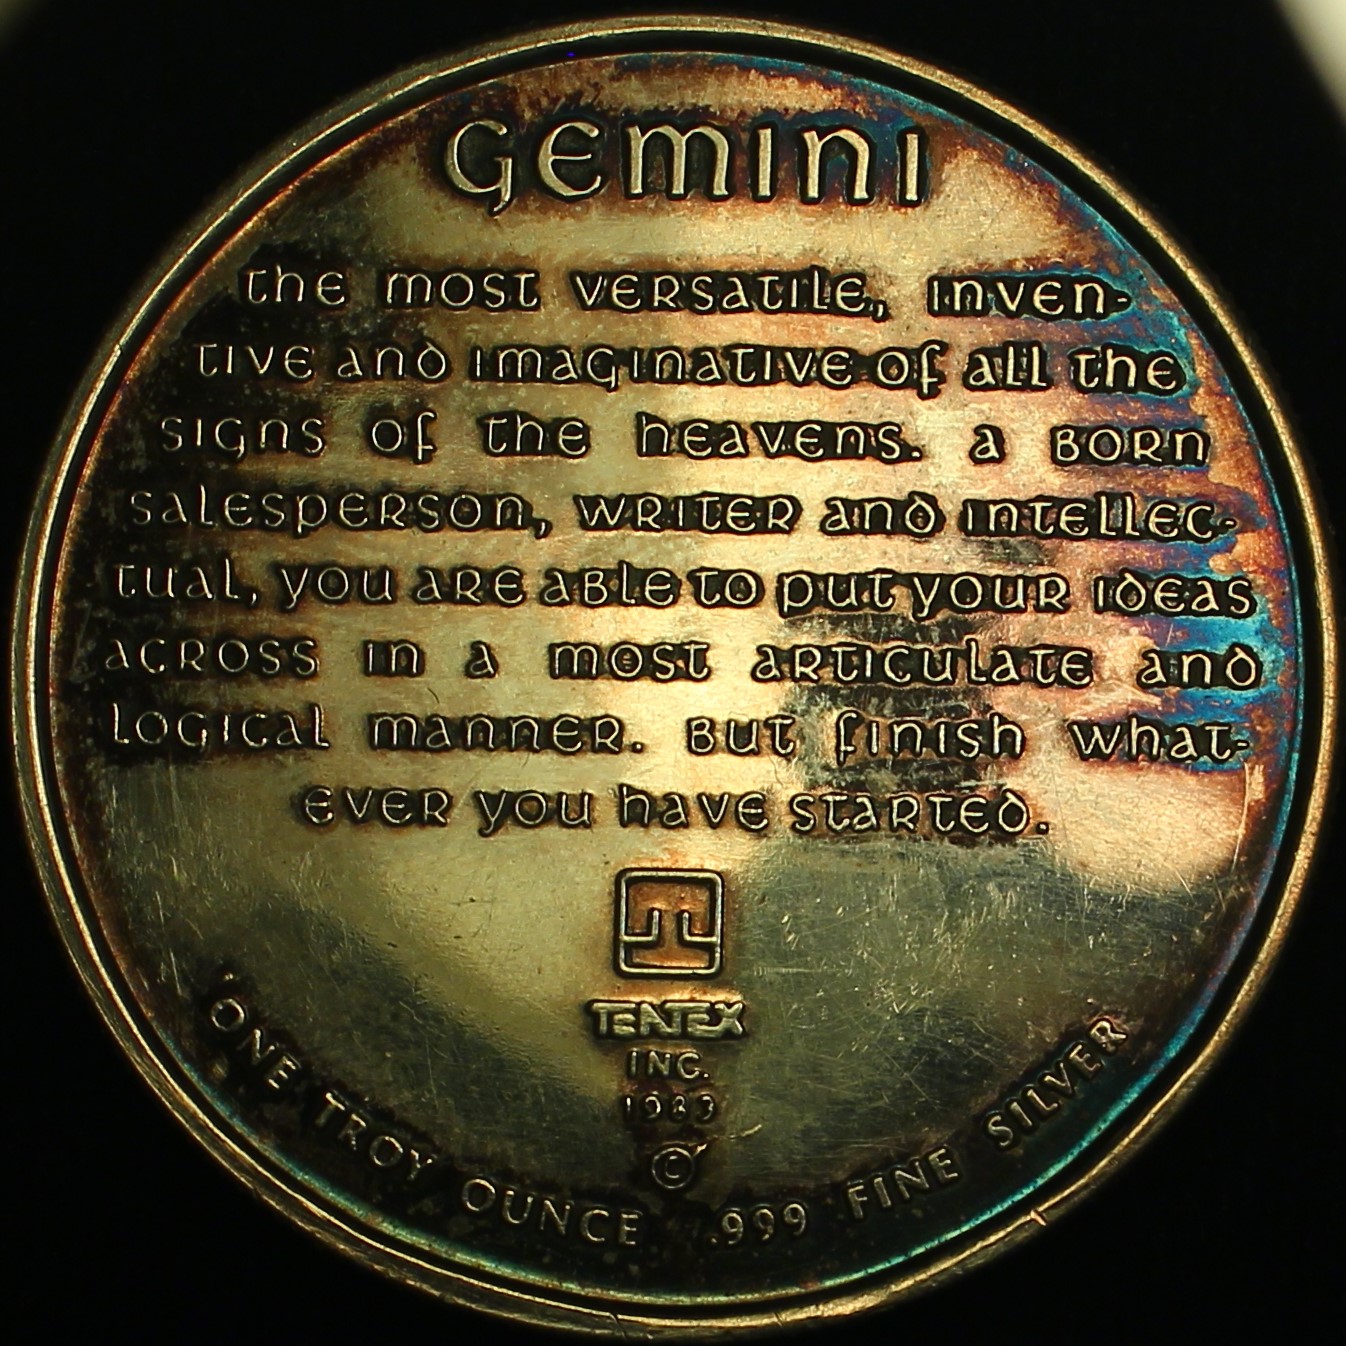 GEMINI
the most versatile, inven-
tive and imaginative of all the
signs of the heavens. a born
salesperson, writer and intellec-
tual, you are able to put your ideas
across in a most articulate and
logical manner. but finish what-
ever you have started.
T
TENTEX
INC.
1983
©
ONE TROY OUNCE .999 FINE SILVER